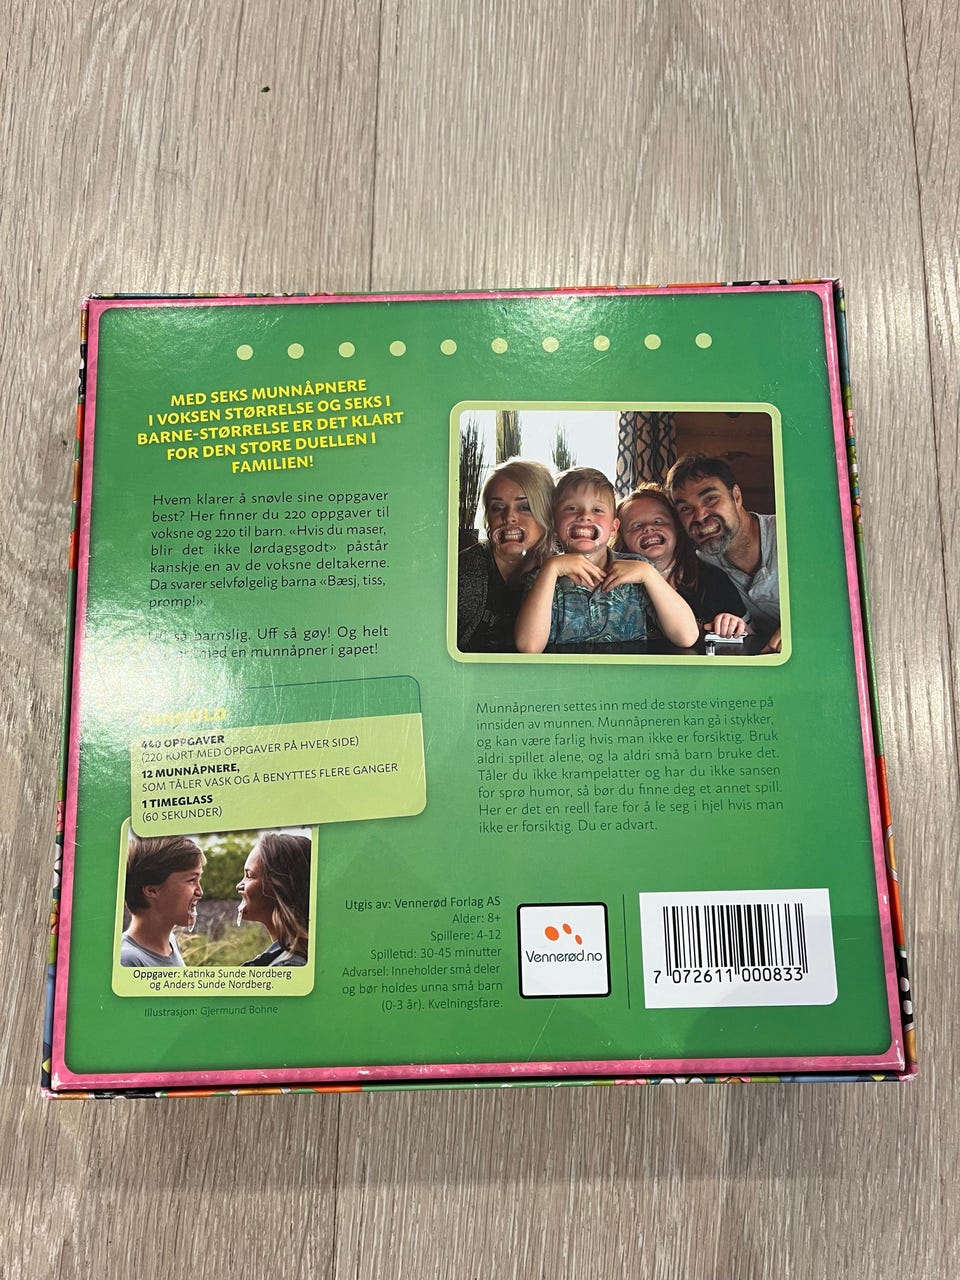 MED SEKS MUNNÅPNERE
I VOKSEN STØRRELSE OG SEKS I
BARNE-STØRRELSE ER DET KLART
FOR DEN STORE DUELLEN I
FAMILIEN!
Hvem klarer å snøvle sine oppgaver
best? Her finner du 220 oppgaver til
voksne og 220 til barn. «Hvis du maser,
blir det ikke lørdagsgodt» påstår
kanskje en av de voksne deltakerne.
Da svarer selvfølgelig barna «Bæsj, tiss,
promp!».
så barnslig. Uff så gøy! Og helt
med en munnåpner i gapet!
440 OPPGAVER
(220 KORT MED OPPGAVER PÅ HVER SIDE)
12 MUNNÅPNERE,
SOM TÅLER VASK OG Å BENYTTES FLERE GANGER
1 TIMEGLASS
(60 SEKUNDER)
Oppgaver: Katinka Sunde Nordberg
og Anders Sunde Nordberg.
Illustrasjon: Gjermund Bohne
Munnåpneren settes inn med de største vingene på
innsiden av munnen. Munnåpneren kan gå i stykker,
og kan være farlig hvis man ikke er forsiktig. Bruk
aldri spillet alene, og la aldri små barn bruke det.
Tåler du ikke krampelatter og har du ikke sansen
for sprø humor, så bør du finne deg et annet spill.
Her er det en reell fare for å le seg i hjel hvis man
ikke er forsiktig. Du er advart.
Utgis av: Vennerød Forlag AS
Alder: 8+
Spillere: 4-12
Spilletid: 30-45 minutter
Advarsel: Inneholder små deler
og bør holdes unna små barn
(0-3 år). Kvelningsfare.
Vennerød.no
7 072611 000833